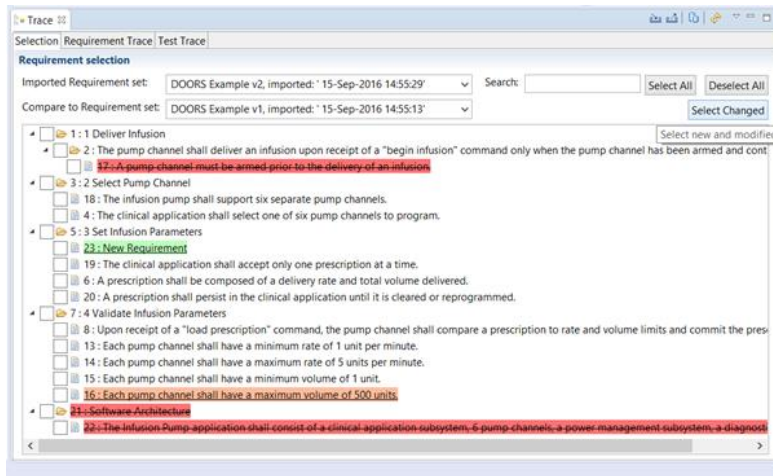 Trace
Selection Requirement Trace Test Trace
Requirement selection
Imported Requirement set: DOORS Example v2, imported: ' 15-Sep-2016 14:55:29' Search: Select All Deselect All
Compare to Requirement set: DOORS Example v1, imported: ' 15-Sep-2016 14:55:13' Select Changed
Select new and modified
1 : 1 Deliver Infusion
2 : The pump channel shall deliver an infusion upon receipt of a "begin infusion" command only when the pump channel has been armed and cont
17 : A pump channel must be armed prior to the delivery of an infusion.
3 : 2 Select Pump Channel
18 : The infusion pump shall support six separate pump channels.
4 : The clinical application shall select one of six pump channels to program.
5 : 3 Set Infusion Parameters
23 : New Requirement
19 : The clinical application shall accept only one prescription at a time.
6 : A prescription shall be composed of a delivery rate and total volume delivered.
20 : A prescription shall persist in the clinical application until it is cleared or reprogrammed.
7 : 4 Validate Infusion Parameters
8 : Upon receipt of a "load prescription" command, the pump channel shall compare a prescription to rate and volume limits and commit the pres
13 : Each pump channel shall have a minimum rate of 1 unit per minute.
14 : Each pump channel shall have a maximum rate of 5 units per minute.
15 : Each pump channel shall have a minimum volume of 1 unit.
16 : Each pump channel shall have a maximum volume of 500 units.
21 : Software Architecture
22 : The Infusion Pump application shall consist of a clinical application subsystem, 6 pump channels, a power management subsystem, a diagnosti